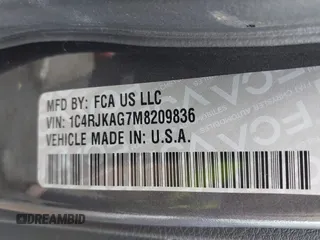 MFD BY: FCA US LLC
VIN: 1C4RJKAG7M8209836
VEHICLE MADE IN: U.S.A.
DREAMBID